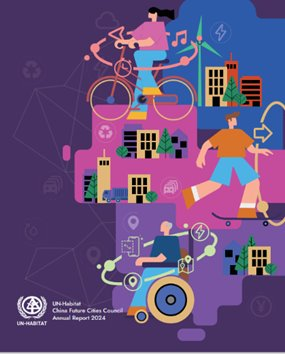 UN-Habitat
China Future Cities Council
Annual Report 2024
UN-HABITAT